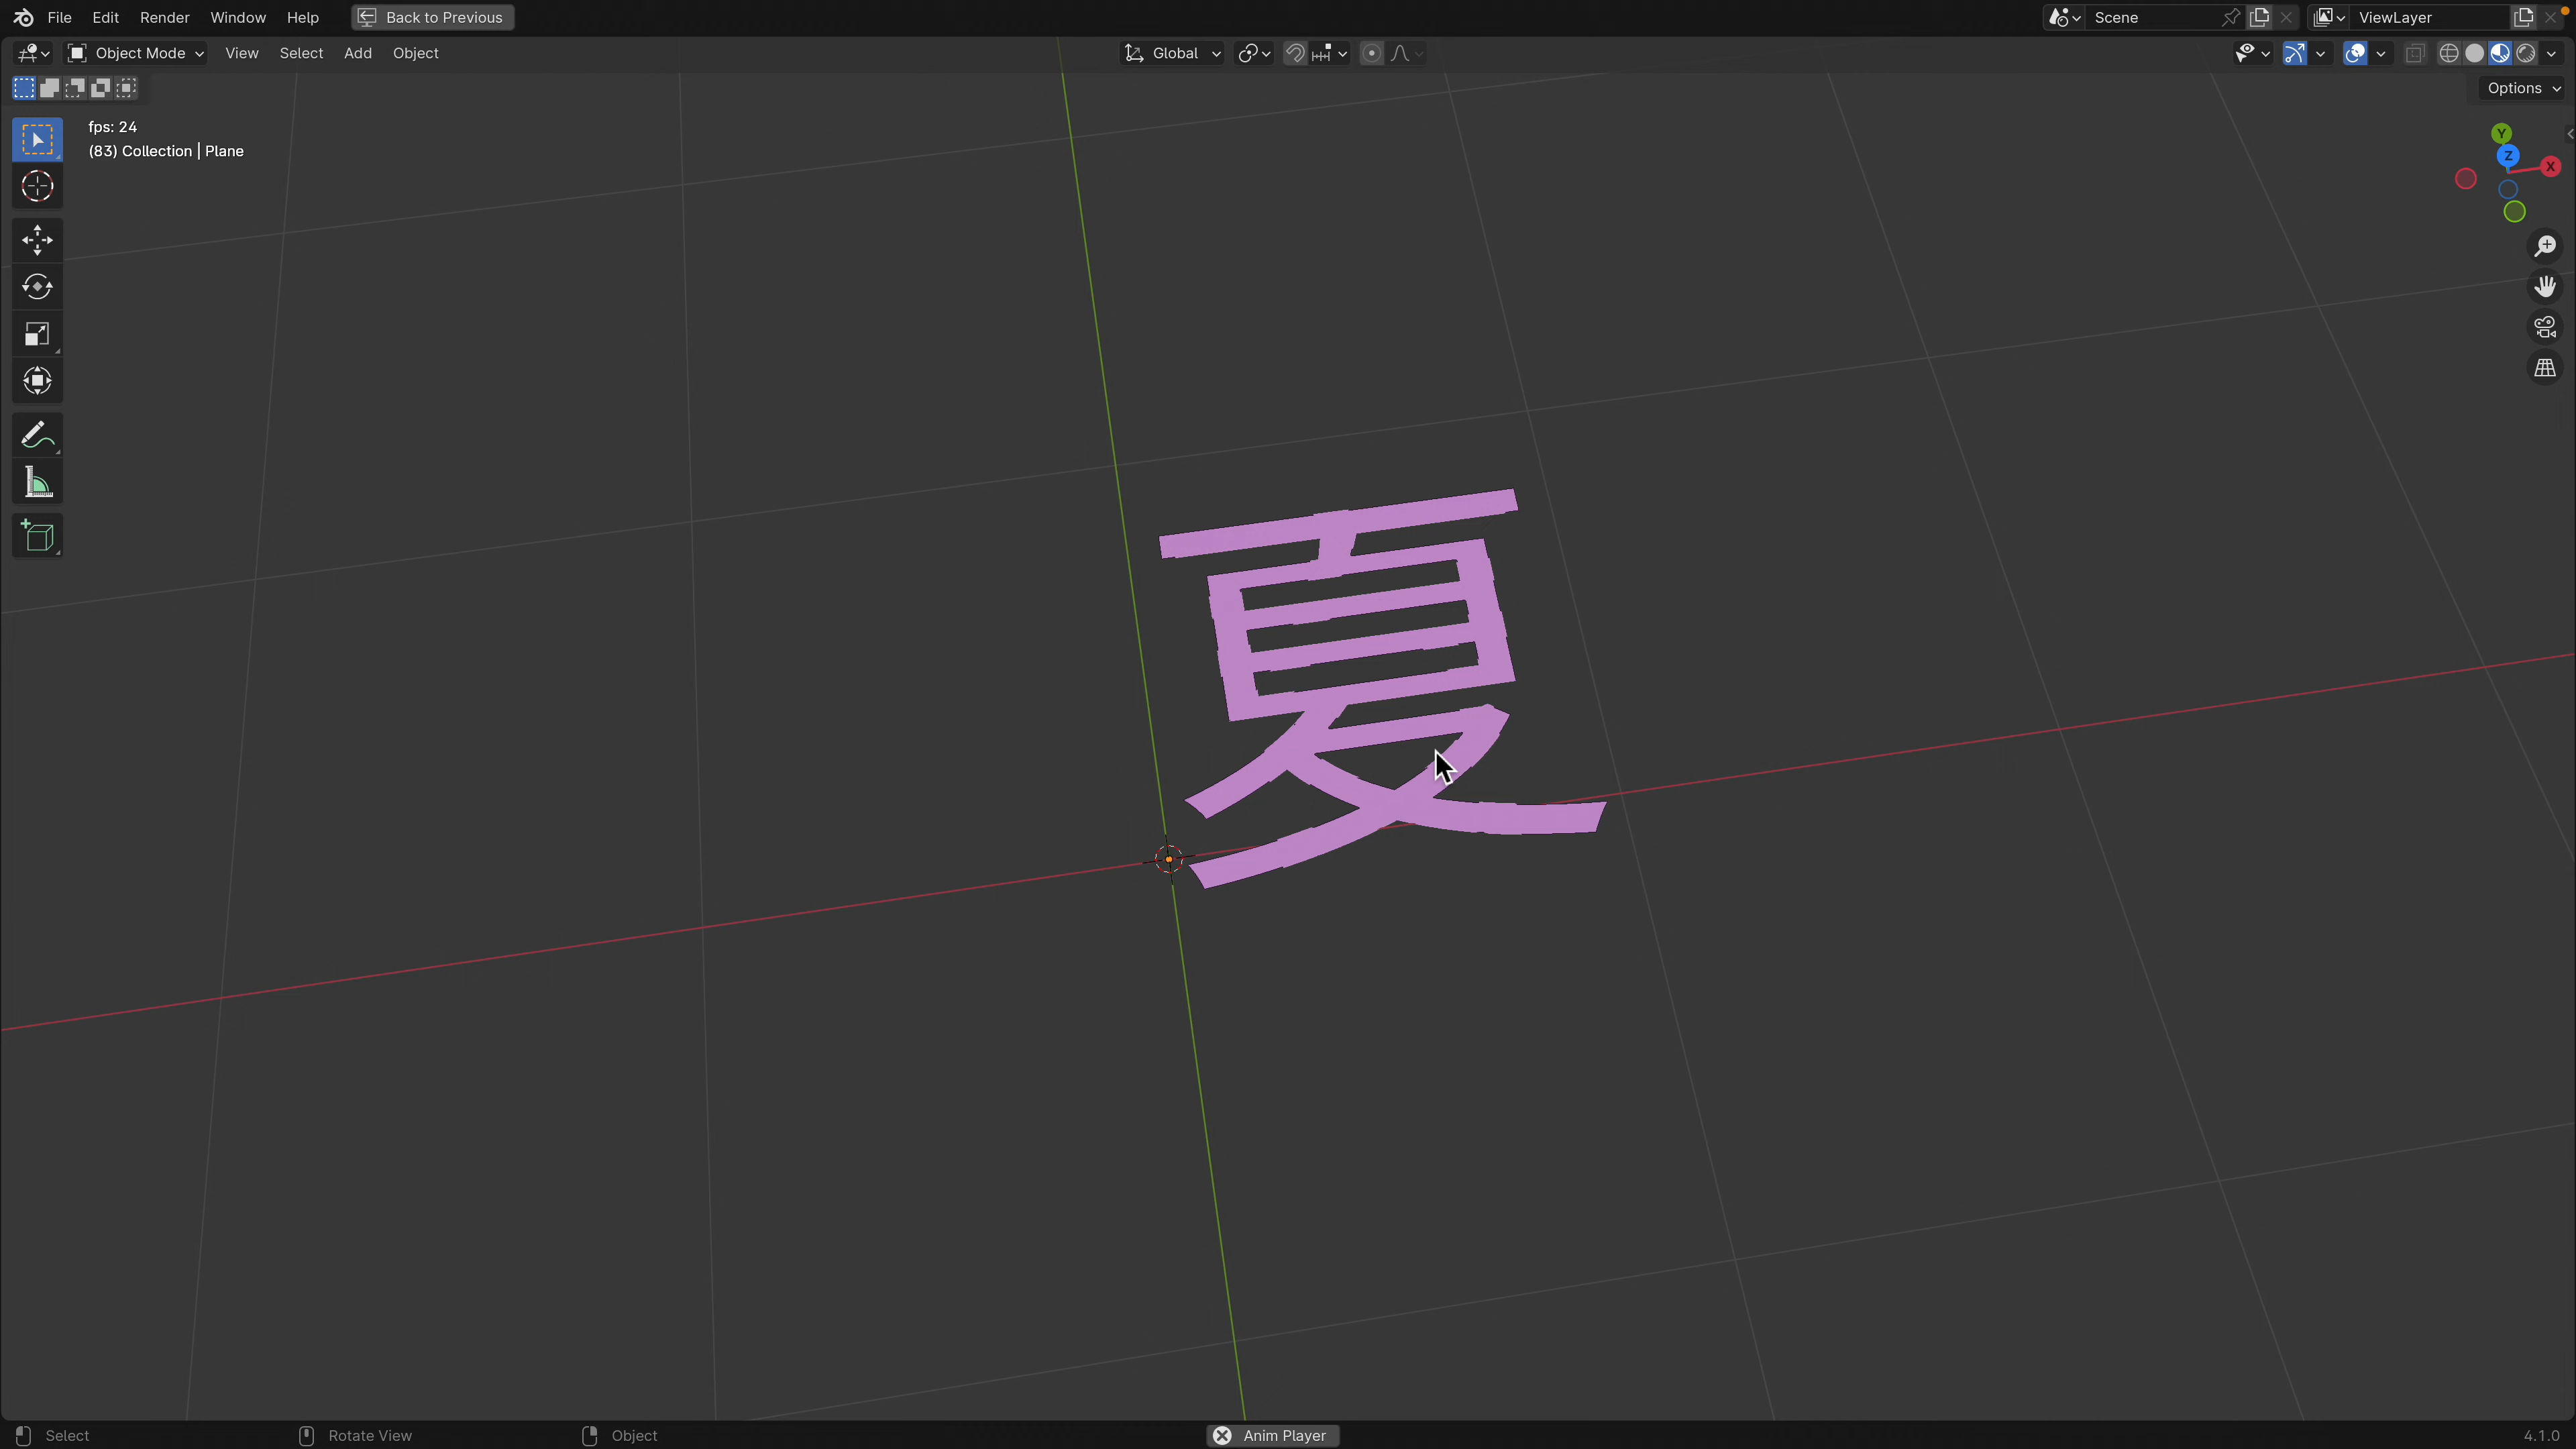 File Edit Render Window Help Back to Previous Scene ViewLayer
Object Mode View Select Add Object Global
Options
fps: 24
(83) Collection | Plane
Y
Z
X
夏
Select Rotate View Object Anim Player 4.1.0